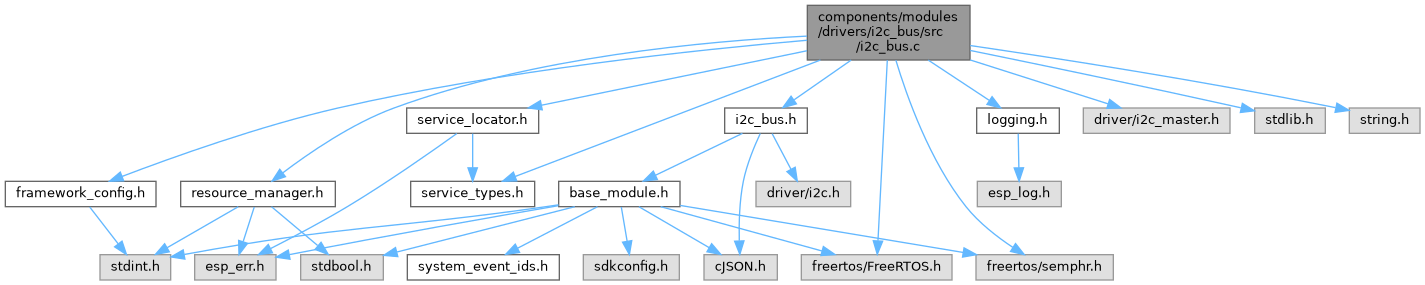 components/modules
/drivers/i2c_bus/src
/i2c_bus.c
service_locator.h
i2c_bus.h
logging.h
driver/i2c_master.h
stdlib.h
string.h
framework_config.h
resource_manager.h
service_types.h
base_module.h
driver/i2c.h
esp_log.h
stdint.h
esp_err.h
stdbool.h
system_event_ids.h
sdkconfig.h
cJSON.h
freertos/FreeRTOS.h
freertos/semphr.h